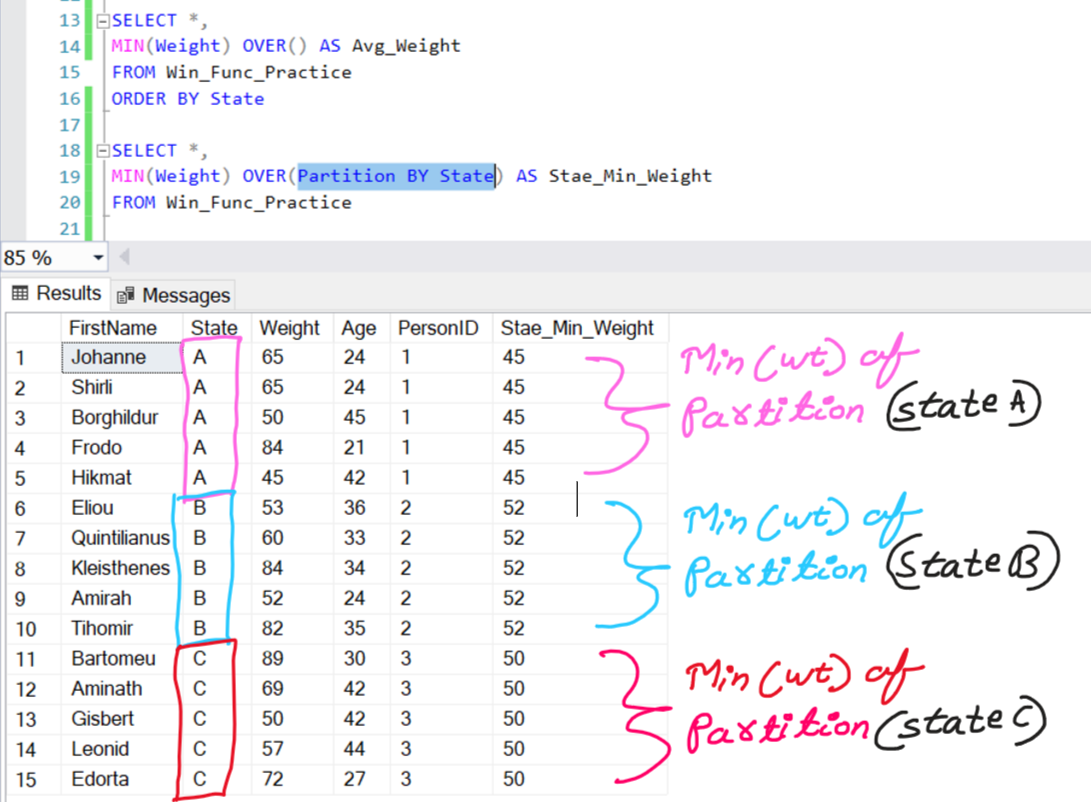 13 SELECT *,
14 MIN(Weight) OVER() AS Avg_Weight
15 FROM Win_Func_Practice
16 ORDER BY State
17
18 SELECT *,
19 MIN(Weight) OVER(Partition BY State) AS Stae_Min_Weight
20 FROM Win_Func_Practice
21
85 %
Results Messages
FirstName State Weight Age PersonID Stae_Min_Weight
1 Johanne A 65 24 1 45
2 Shirli A 65 24 1 45
3 Borghildur A 50 45 1 45
4 Frodo A 84 21 1 45
5 Hikmat A 45 42 1 45
6 Eliou B 53 36 2 52
7 Quintilianus B 60 33 2 52
8 Kleisthenes B 84 34 2 52
9 Amirah B 52 24 2 52
10 Tihomir B 82 35 2 52
11 Bartomeu C 89 30 3 50
12 Aminath C 69 42 3 50
13 Gisbert C 50 42 3 50
14 Leonid C 57 44 3 50
15 Edorta C 72 27 3 50
Min (wt) of
Partition (state A)
Min (wt) of
Partition (State B)
Min (wt) of
Partition (state C)